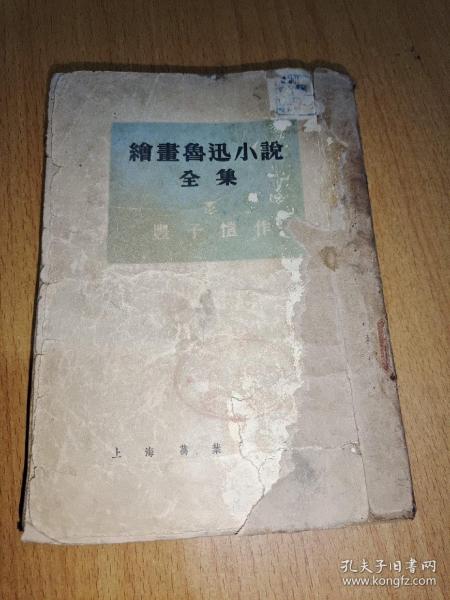 繪畫魯迅小說
全集
豐子愷作
上海萬葉
孔夫子旧书网
www.kongfz.com